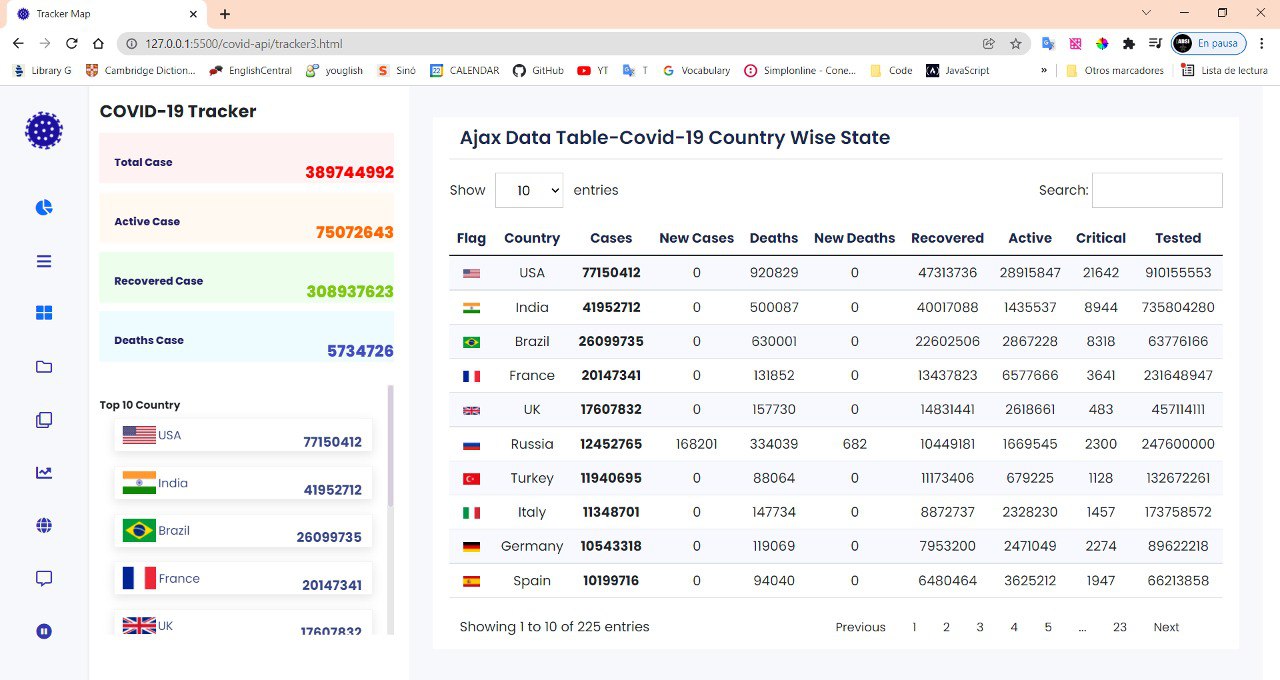 Tracker Map
127.0.0.1:5500/covid-api/tracker3.html
En pausa
Library G Cambridge Diction... EnglishCentral youglish Sinó CALENDAR GitHub YT T Vocabulary Simplonline - Cone... Code JavaScript » Otros marcadores Lista de lectura
COVID-19 Tracker
Total Case
389744992
Active Case
75072643
Recovered Case
308937623
Deaths Case
5734726
Top 10 Country
USA 77150412
India 41952712
Brazil 26099735
France 20147341
UK 17607832
Ajax Data Table-Covid-19 Country Wise State
Show 10 entries Search:
Flag Country Cases New Cases Deaths New Deaths Recovered Active Critical Tested
USA 77150412 0 920829 0 47313736 28915847 21642 910155553
India 41952712 0 500087 0 40017088 1435537 8944 735804280
Brazil 26099735 0 630001 0 22602506 2867228 8318 63776166
France 20147341 0 131852 0 13437823 6577666 3641 231648947
UK 17607832 0 157730 0 14831441 2618661 483 457114111
Russia 12452765 168201 334039 682 10449181 1669545 2300 247600000
Turkey 11940695 0 88064 0 11173406 679225 1128 132672261
Italy 11348701 0 147734 0 8872737 2328230 1457 173758572
Germany 10543318 0 119069 0 7953200 2471049 2274 89622218
Spain 10199716 0 94040 0 6480464 3625212 1947 66213858
Showing 1 to 10 of 225 entries
Previous 1 2 3 4 5 ... 23 Next